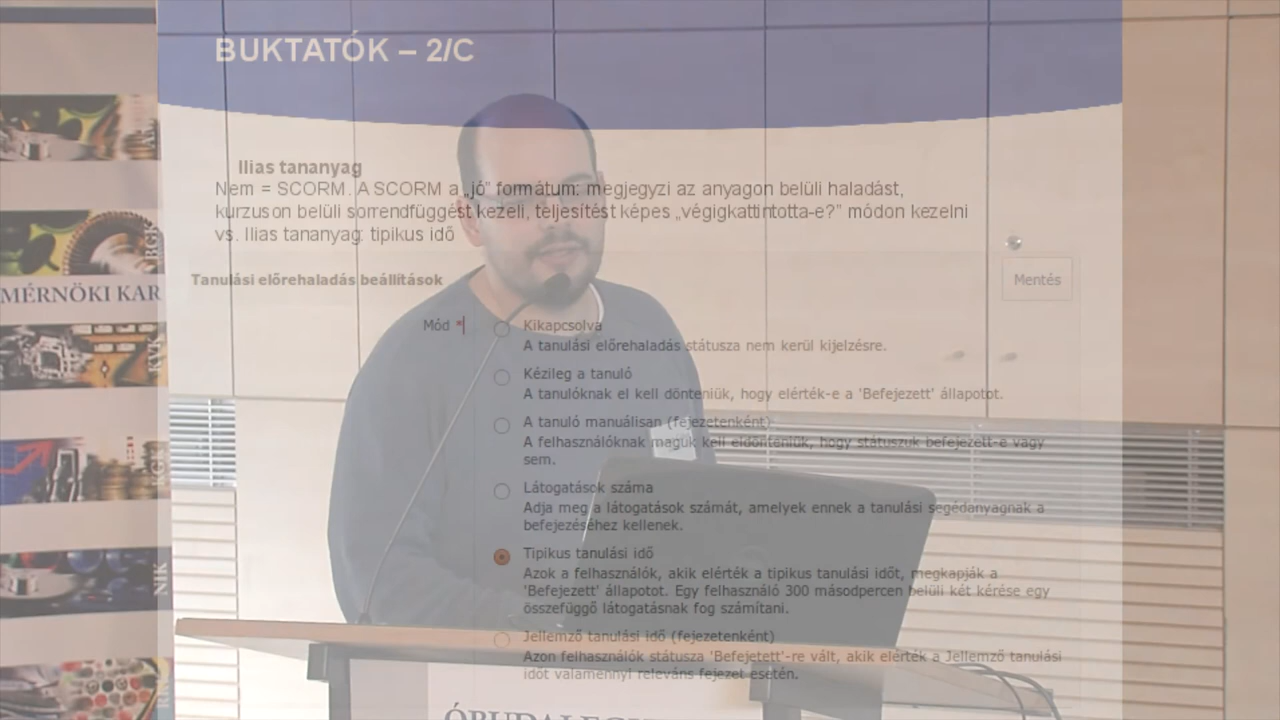 BUKTATÓK – 2/C
Ilias tananyag
Nem = SCORM. A SCORM a „jó” formátum: megjegyzi az anyagon belüli haladást,
kurzuson belüli sorrendfüggést kezeli, teljesítést képes „végigkattintotta-e?” módon kezelni
vs. Ilias tananyag: tipikus idő
Tanulási előrehaladás beállítások
Mentés
Mód *
Kikapcsolva
A tanulási előrehaladás státusza nem kerül kijelzésre.
Kézileg a tanuló
A tanulóknak el kell dönteniük, hogy elérték-e a 'Befejezett' állapotot.
A tanuló manuálisan (fejezetenként)
A felhasználóknak maguk kell eldönteniük, hogy státuszuk befejezett-e vagy
sem.
Látogatások száma
Adja meg a látogatások számát, amelyek ennek a tanulási segédanyagnak a
befejezéséhez kellenek.
Tipikus tanulási idő
Azok a felhasználók, akik elérték a tipikus tanulási időt, megkapják a
'Befejezett' állapotot. Egy felhasználó 300 másodpercen belüli két kérése egy
összefüggő látogatásnak fog számítani.
Jellemző tanulási idő (fejezetenként)
Azon felhasználók státusza 'Befejetett'-re vált, akik elérték a Jellemző tanulási
időt valamennyi releváns fejezet esetén.
MÉRNÖKI KAR
BGK
KVK
NIK